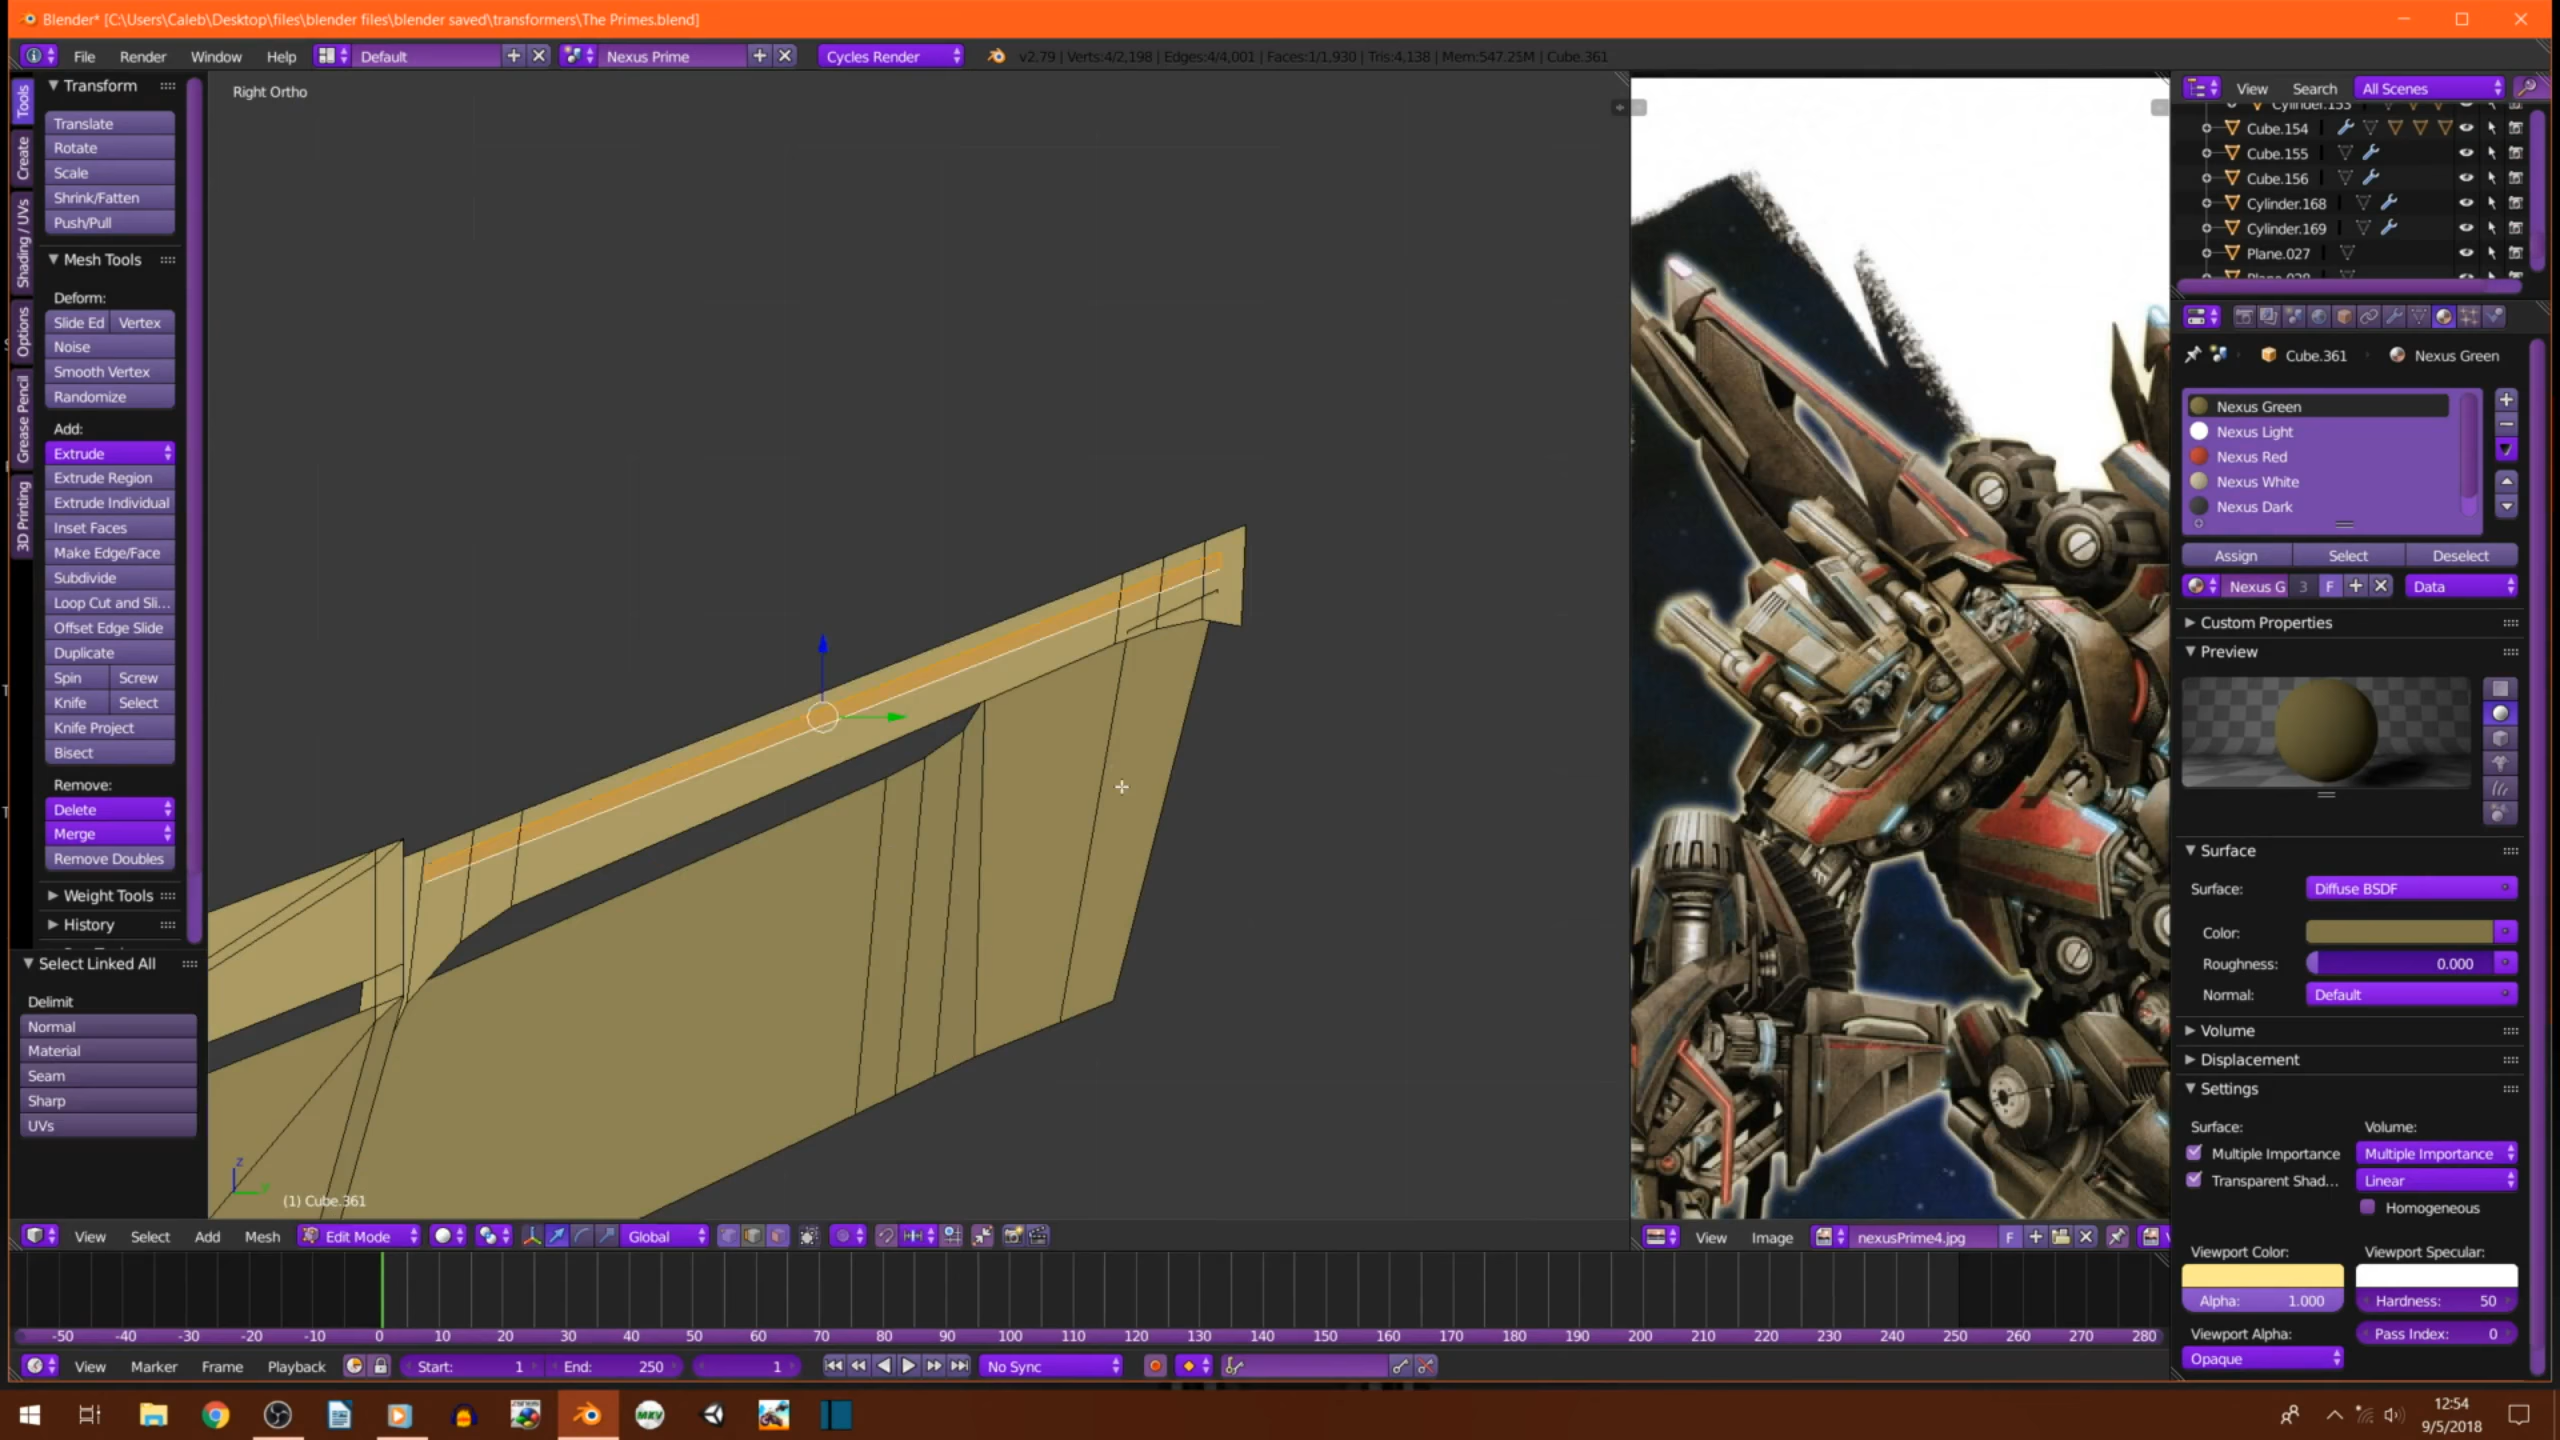 Blender* [C:\Users\Caleb\Desktop\files\blender files\blender saved\transformers\The Primes.blend]
File Render Window Help Default Nexus Prime Cycles Render v2.79 | Verts:4/2,198 | Edges:4/4,001 | Faces:1/1,930 | Tris:4,138 | Mem:547.25M | Cube.361
Tools
Create
Shading / UVs
Options
Grease Pencil
3D Printing
Transform
Translate
Rotate
Scale
Shrink/Fatten
Push/Pull
Mesh Tools
Deform:
Slide Ed Vertex
Noise
Smooth Vertex
Randomize
Add:
Extrude
Extrude Region
Extrude Individual
Inset Faces
Make Edge/Face
Subdivide
Loop Cut and Sli...
Offset Edge Slide
Duplicate
Spin Screw
Knife Select
Knife Project
Bisect
Remove:
Delete
Merge
Remove Doubles
Weight Tools
History
Select Linked All
Delimit
Normal
Material
Seam
Sharp
UVs
Right Ortho
z
y
(1) Cube.361
View Select Add Mesh Edit Mode Global
View Image nexusPrime4.jpg F
View Search All Scenes
Cylinder.153
Cube.154
Cube.155
Cube.156
Cylinder.168
Cylinder.169
Plane.027
Cube.361 Nexus Green
Nexus Green
Nexus Light
Nexus Red
Nexus White
Nexus Dark
Assign Select Deselect
Nexus G 3 F Data
Custom Properties
Preview
Surface
Surface: Diffuse BSDF
Color:
Roughness: 0.000
Normal: Default
Volume
Displacement
Settings
Surface: Volume:
Multiple Importance Multiple Importance
Transparent Shad... Linear
Homogeneous
Viewport Color: Viewport Specular:
Alpha: 1.000 Hardness: 50
Viewport Alpha: Pass Index: 0
Opaque
-50 -40 -30 -20 -10 0 10 20 30 40 50 60 70 80 90 100 110 120 130 140 150 160 170 180 190 200 210 220 230 240 250 260 270 280
View Marker Frame Playback Start: 1 End: 250 1 No Sync
MKV
12:54
9/5/2018